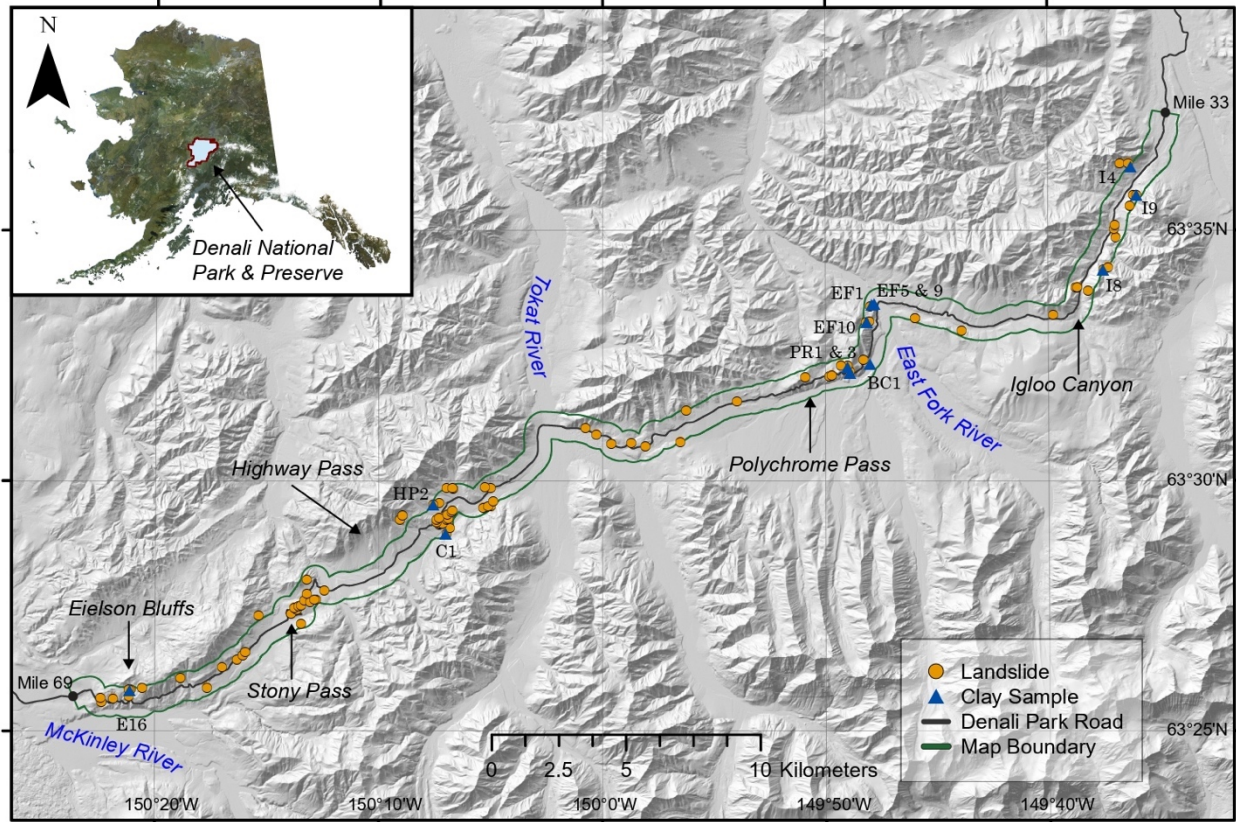 N
Denali National
Park & Preserve
Mile 33
I4
I9
63°35'N
I8
Tokat River
EF1
EF5 & 9
EF10
PR1 & 3
BC1
East Fork River
Igloo Canyon
Polychrome Pass
Highway Pass
63°30'N
HP2
C1
Eielson Bluffs
Mile 69
Stony Pass
E16
McKinley River
Landslide
Clay Sample
Denali Park Road
Map Boundary
63°25'N
0 2.5 5 10 Kilometers
150°20'W
150°10'W
150°0'W
149°50'W
149°40'W